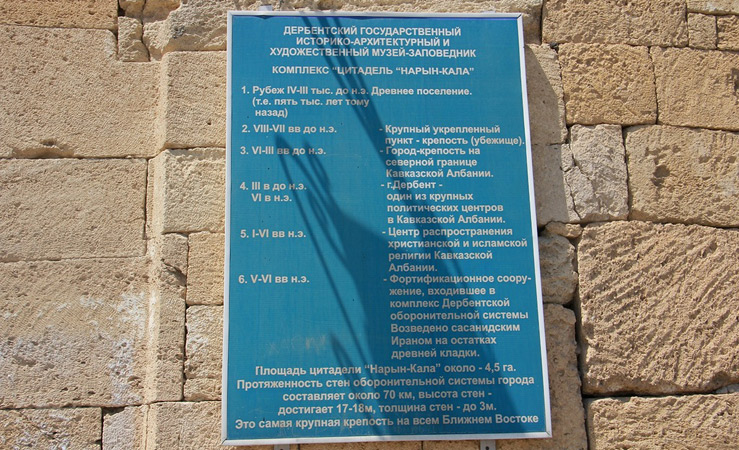 ДЕРБЕНТСКИЙ ГОСУДАРСТВЕННЫЙ
ИСТОРИКО-АРХИТЕКТУРНЫЙ И
ХУДОЖЕСТВЕННЫЙ МУЗЕЙ-ЗАПОВЕДНИК
КОМПЛЕКС "ЦИТАДЕЛЬ "НАРЫН-КАЛА"
1. Рубеж IV-III тыс. до н.э. Древнее поселение.
(т.е. пять тыс. лет тому
назад)
2. VIII-VII вв до н.э. - Крупный укрепленный
пункт - крепость (убежище).
3. VI-III вв до н.э. - Город-крепость на
северной границе
Кавказской Албании.
4. III в до н.э. - г.Дербент -
VI в н.э. один из крупных
политических центров
в Кавказской Албании.
5. I-VI вв н.э. - Центр распространения
христианской и исламской
религии Кавказской
Албании.
6. V-VI вв н.э. - Фортификационное соору-
жение, входившее в
комплекс Дербентской
оборонительной системы
Возведено сасанидским
Ираном на остатках
древней кладки.
Площадь цитадели "Нарын-Кала" около - 4,5 га.
Протяженность стен оборонительной системы города
составляет около 70 км, высота стен -
достигает 17-18м, толщина стен - до 3м.
Это самая крупная крепость на всем Ближнем Востоке